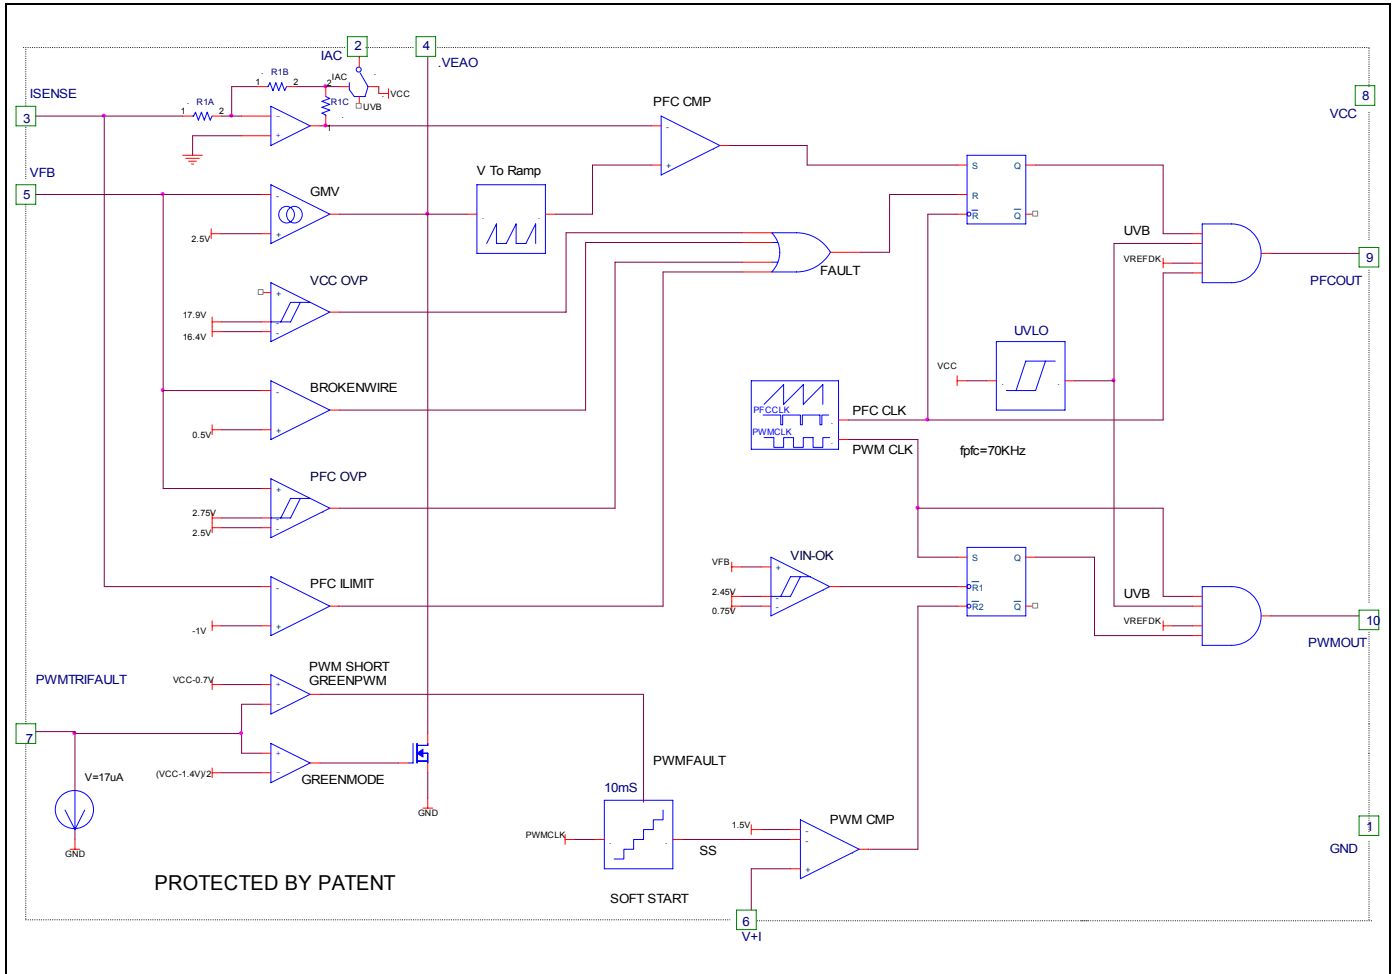 2
IAC
4
.VEAO
ISENSE
3
R1A
1
2
R1B
1
2
IAC
2
R1C
1
UVB
VCC
PFC CMP
-
+
8
VCC
VFB
5
GMV
2.5V
V To Ramp
S
Q
R
R
Q
UVB
VREFDK
9
PFCOUT
FAULT
VCC OVP
17.9V
16.4V
UVLO
VCC
BROKENWIRE
0.5V
PFCCLK
PWMCLK
PFC CLK
PWM CLK
fpfc=70KHz
PFC OVP
2.75V
2.5V
VIN-OK
VFB
2.45V
0.75V
S
Q
R1
R2
Q
UVB
VREFDK
10
PWMOUT
PFC ILIMIT
-1V
PWM SHORT
GREENPWM
VCC-0.7V
PWMTRIFAULT
7
V=17uA
GND
(VCC-1.4V)/2
GREENMODE
GND
PWMFAULT
10mS
PWMCLK
SS
SOFT START
1.5V
PWM CMP
6
V+I
1
GND
PROTECTED BY PATENT